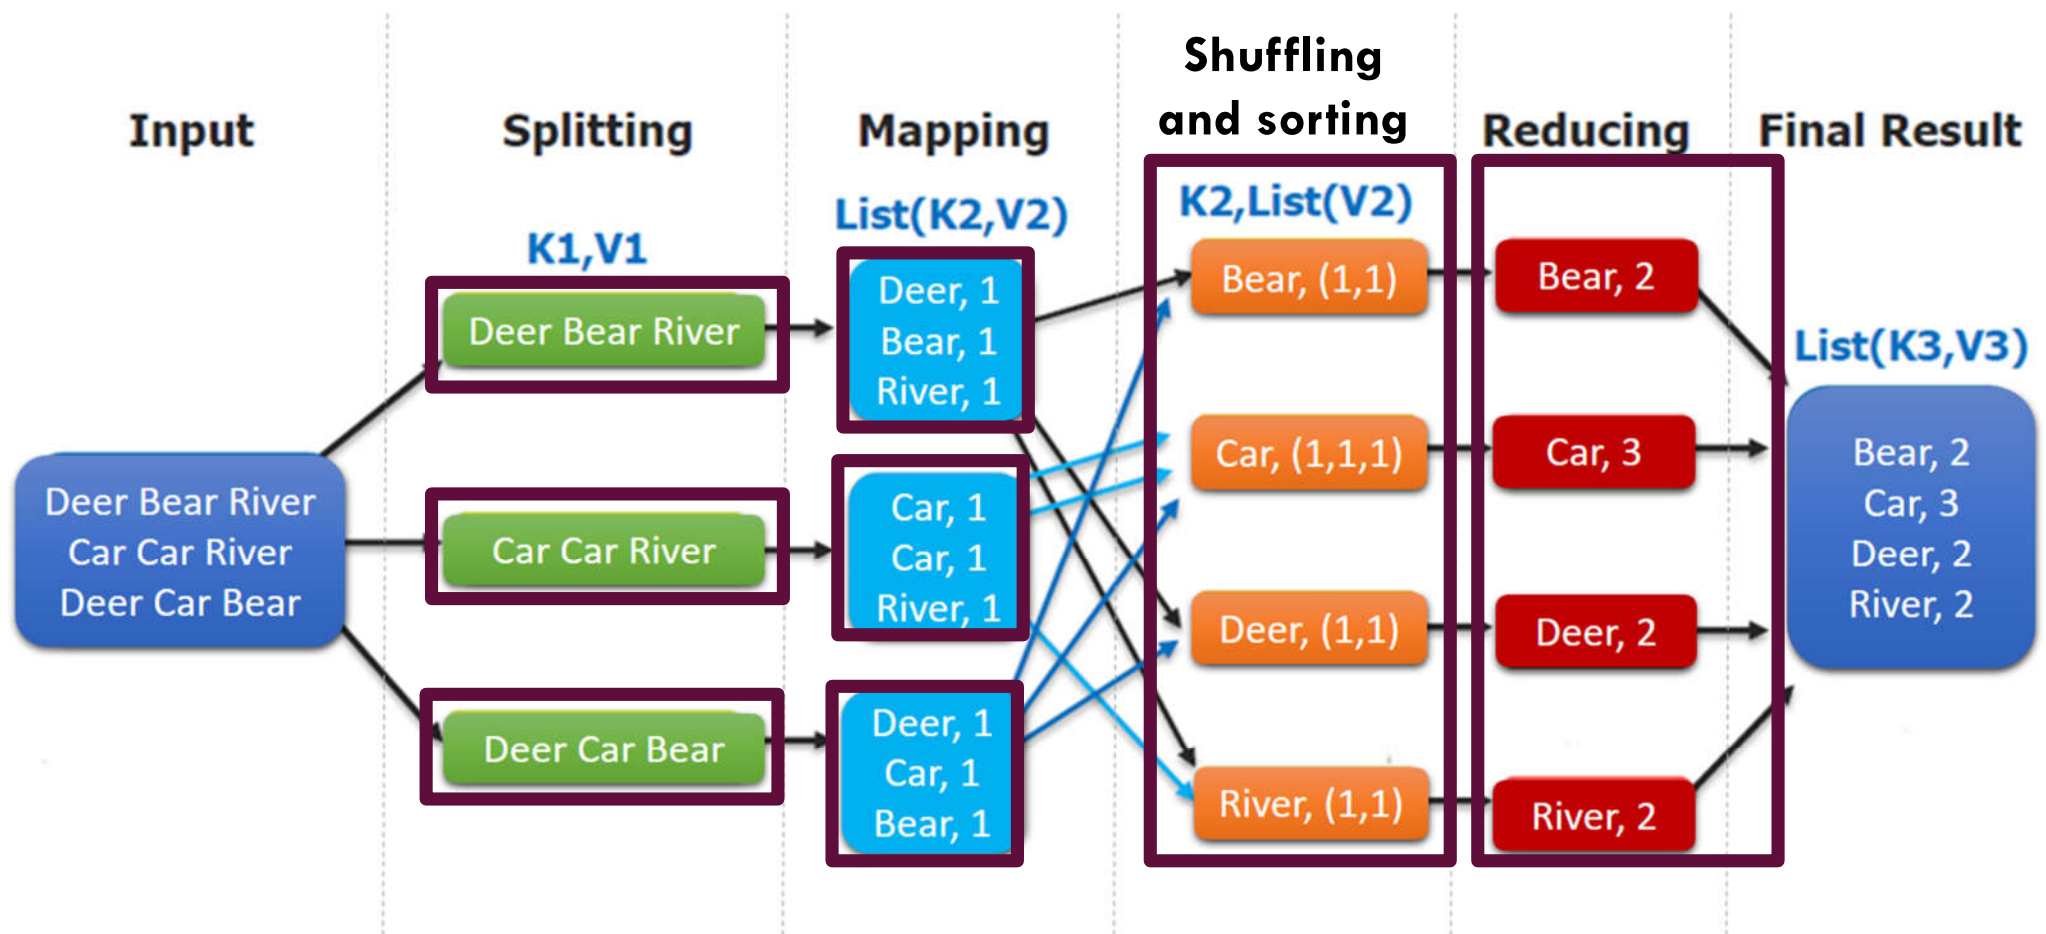 Input
Splitting
Mapping
Shuffling
and sorting
Reducing
Final Result
Deer Bear River
Car Car River
Deer Car Bear
K1,V1
Deer Bear River
Car Car River
Deer Car Bear
List(K2,V2)
Deer, 1
Bear, 1
River, 1
Car, 1
Car, 1
River, 1
Deer, 1
Car, 1
Bear, 1
K2,List(V2)
Bear, (1,1)
Car, (1,1,1)
Deer, (1,1)
River, (1,1)
Bear, 2
Car, 3
Deer, 2
River, 2
List(K3,V3)
Bear, 2
Car, 3
Deer, 2
River, 2